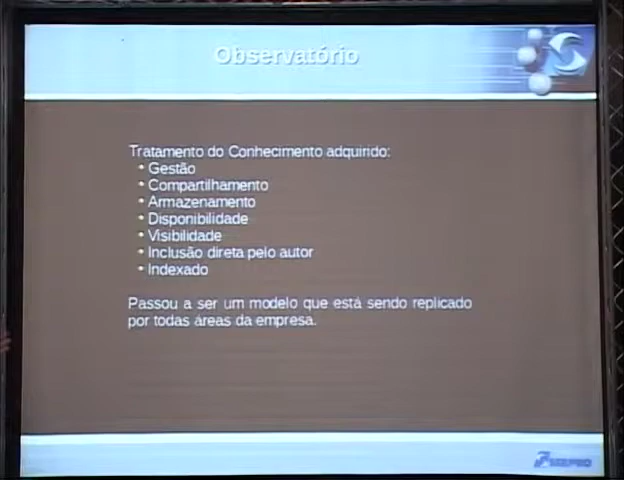 Observatório
Tratamento do Conhecimento adquirido:
• Gestão
• Compartilhamento
• Armazenamento
• Disponibilidade
• Visibilidade
• Inclusão direta pelo autor
• Indexado
Passou a ser um modelo que está sendo replicado
por todas áreas da empresa.